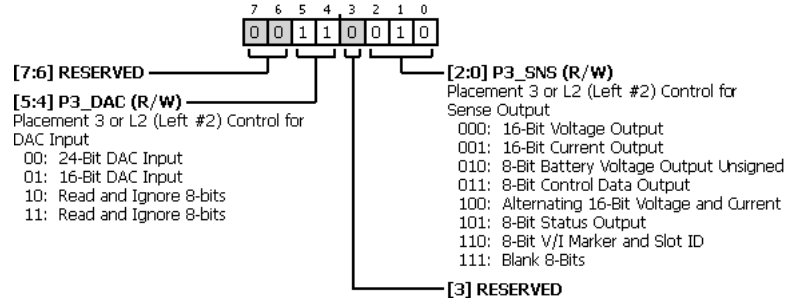 7 6 5 4 3 2 1 0
0 0 1 1 0 0 1 0
[7:6] RESERVED
[5:4] P3_DAC (R/W)
Placement 3 or L2 (Left #2) Control for
DAC Input
00: 24-Bit DAC Input
01: 16-Bit DAC Input
10: Read and Ignore 8-bits
11: Read and Ignore 8-bits
[2:0] P3_SNS (R/W)
Placement 3 or L2 (Left #2) Control for
Sense Output
000: 16-Bit Voltage Output
001: 16-Bit Current Output
010: 8-Bit Battery Voltage Output Unsigned
011: 8-Bit Control Data Output
100: Alternating 16-Bit Voltage and Current
101: 8-Bit Status Output
110: 8-Bit V/I Marker and Slot ID
111: Blank 8-Bits
[3] RESERVED